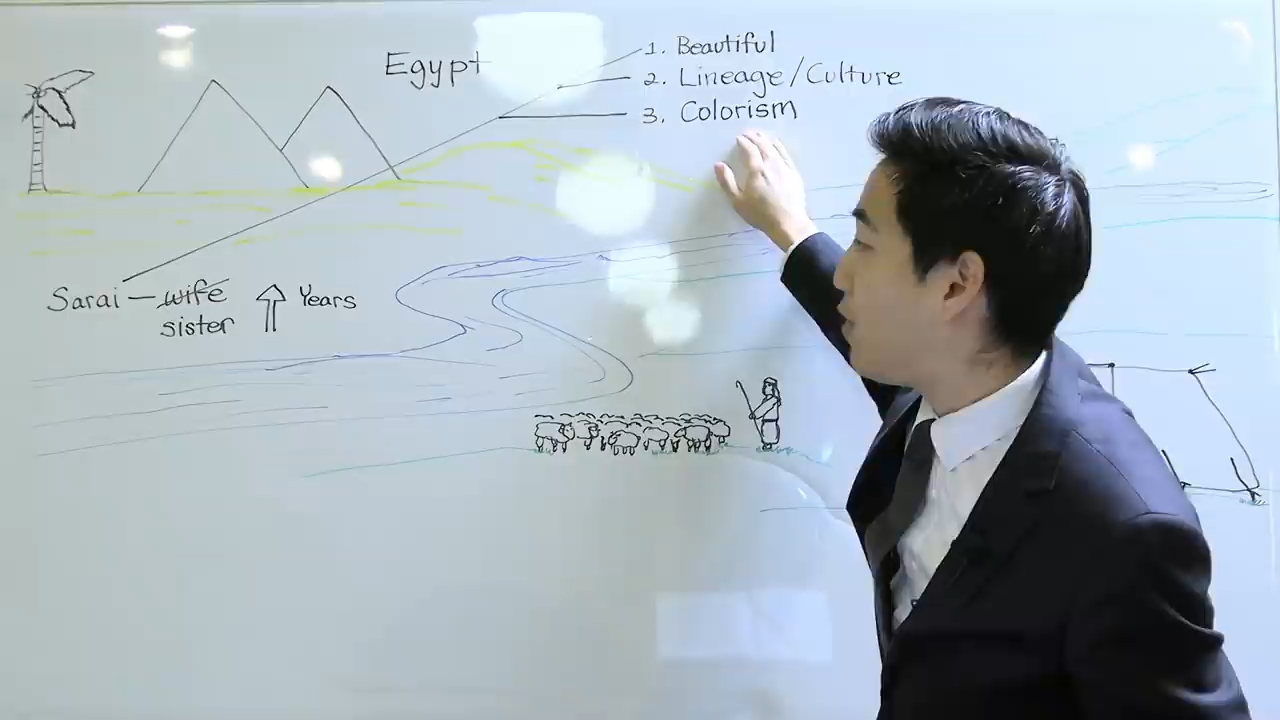 Egypt
1. Beautiful
2. Lineage/Culture
3. Colorism
Sarai — wife ⇧ Years
sister